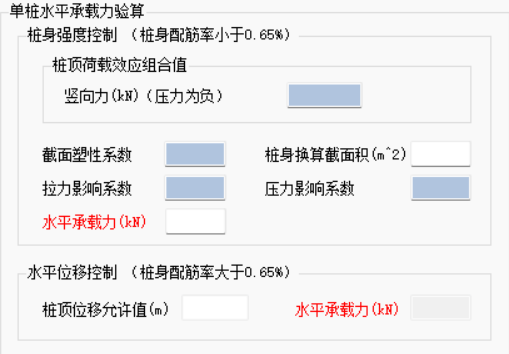 单桩水平承载力验算
桩身强度控制 （桩身配筋率小于0.65%）
桩顶荷载效应组合值
竖向力(kN)（压力为负）
截面塑性系数 桩身换算截面积(m^2)
拉力影响系数 压力影响系数
水平承载力(kN)
水平位移控制 （桩身配筋率大于0.65%）
桩顶位移允许值(m) 水平承载力(kN)